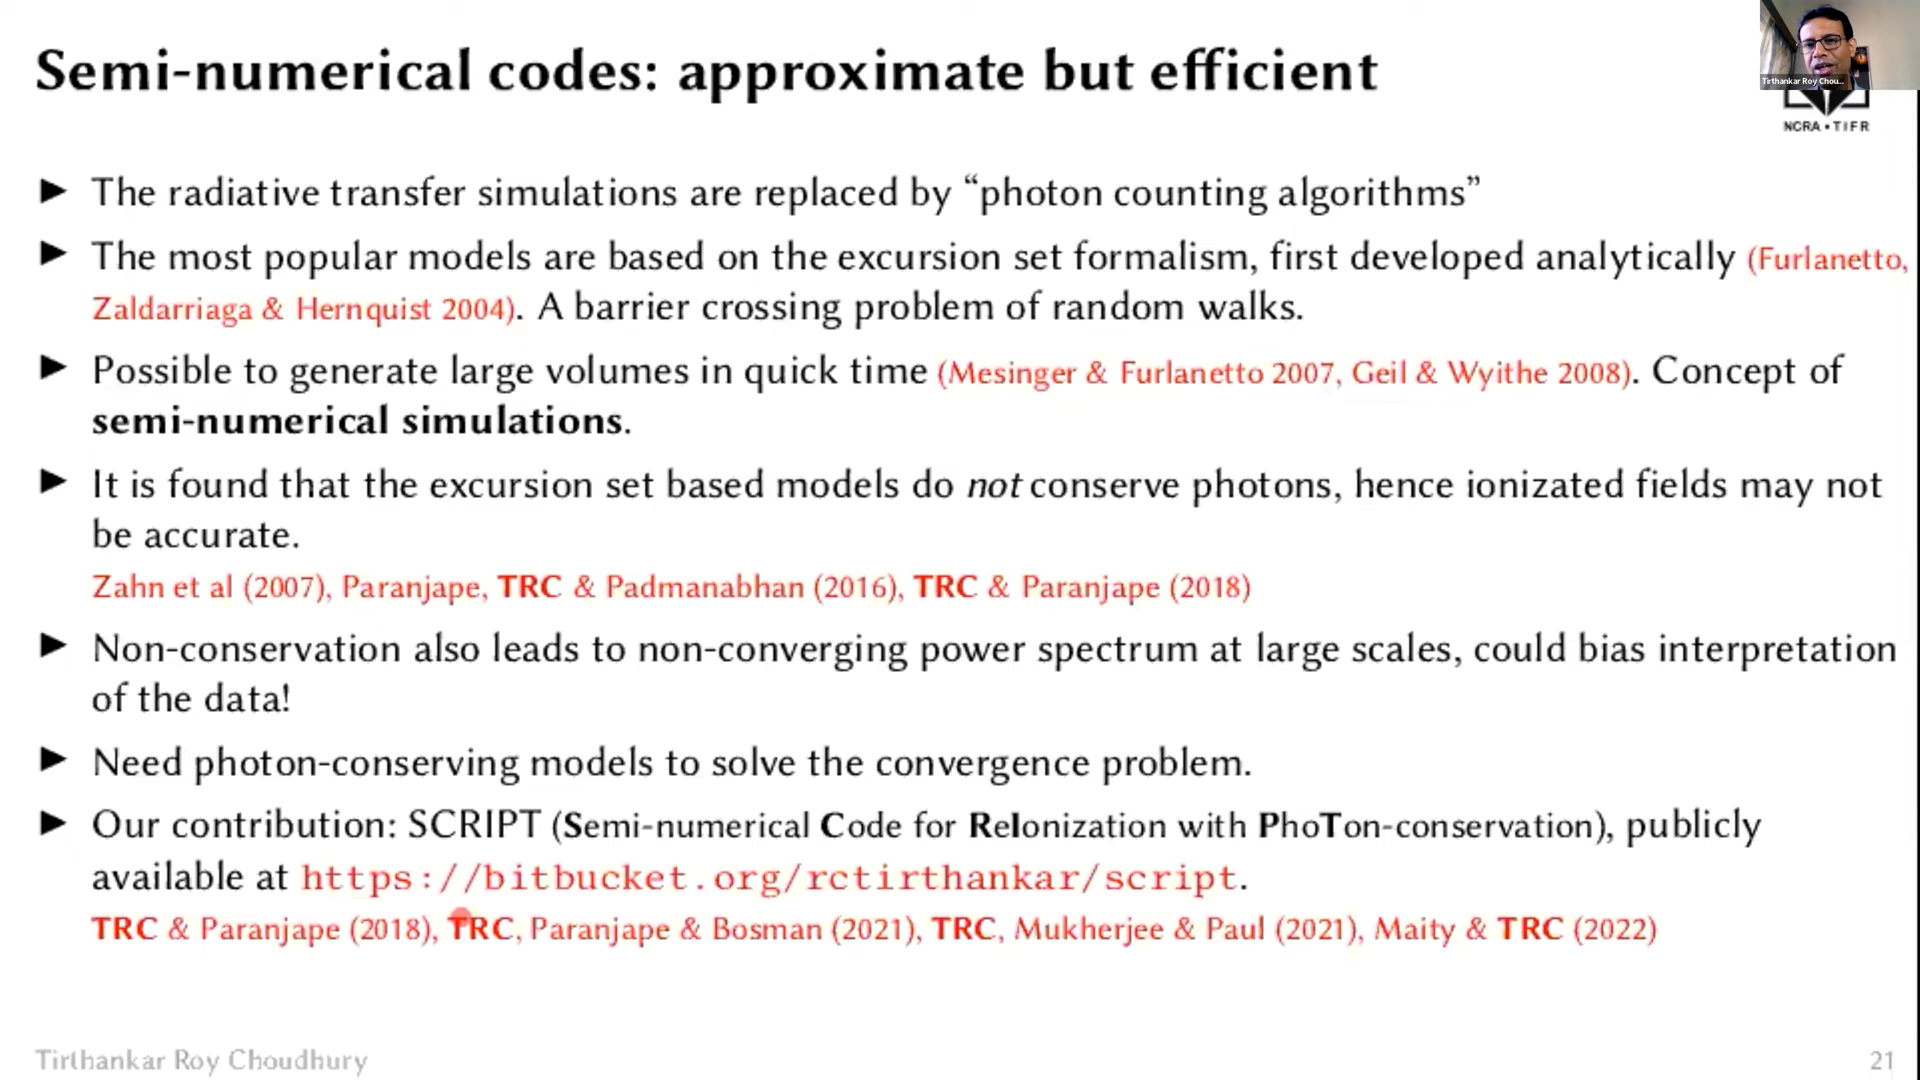 Semi-numerical codes: approximate but efficient
Tirthankar Roy Chou...
NCRA • TIFR
► The radiative transfer simulations are replaced by “photon counting algorithms”
► The most popular models are based on the excursion set formalism, first developed analytically (Furlanetto,
Zaldarriaga & Hernquist 2004). A barrier crossing problem of random walks.
► Possible to generate large volumes in quick time (Mesinger & Furlanetto 2007, Geil & Wyithe 2008). Concept of
semi-numerical simulations.
► It is found that the excursion set based models do not conserve photons, hence ionizated fields may not
be accurate.
Zahn et al (2007), Paranjape, TRC & Padmanabhan (2016), TRC & Paranjape (2018)
► Non-conservation also leads to non-converging power spectrum at large scales, could bias interpretation
of the data!
► Need photon-conserving models to solve the convergence problem.
► Our contribution: SCRIPT (Semi-numerical Code for ReIonization with PhoTon-conservation), publicly
available at https://bitbucket.org/rctirthankar/script.
TRC & Paranjape (2018), TRC, Paranjape & Bosman (2021), TRC, Mukherjee & Paul (2021), Maity & TRC (2022)
Tirthankar Roy Choudhury
21